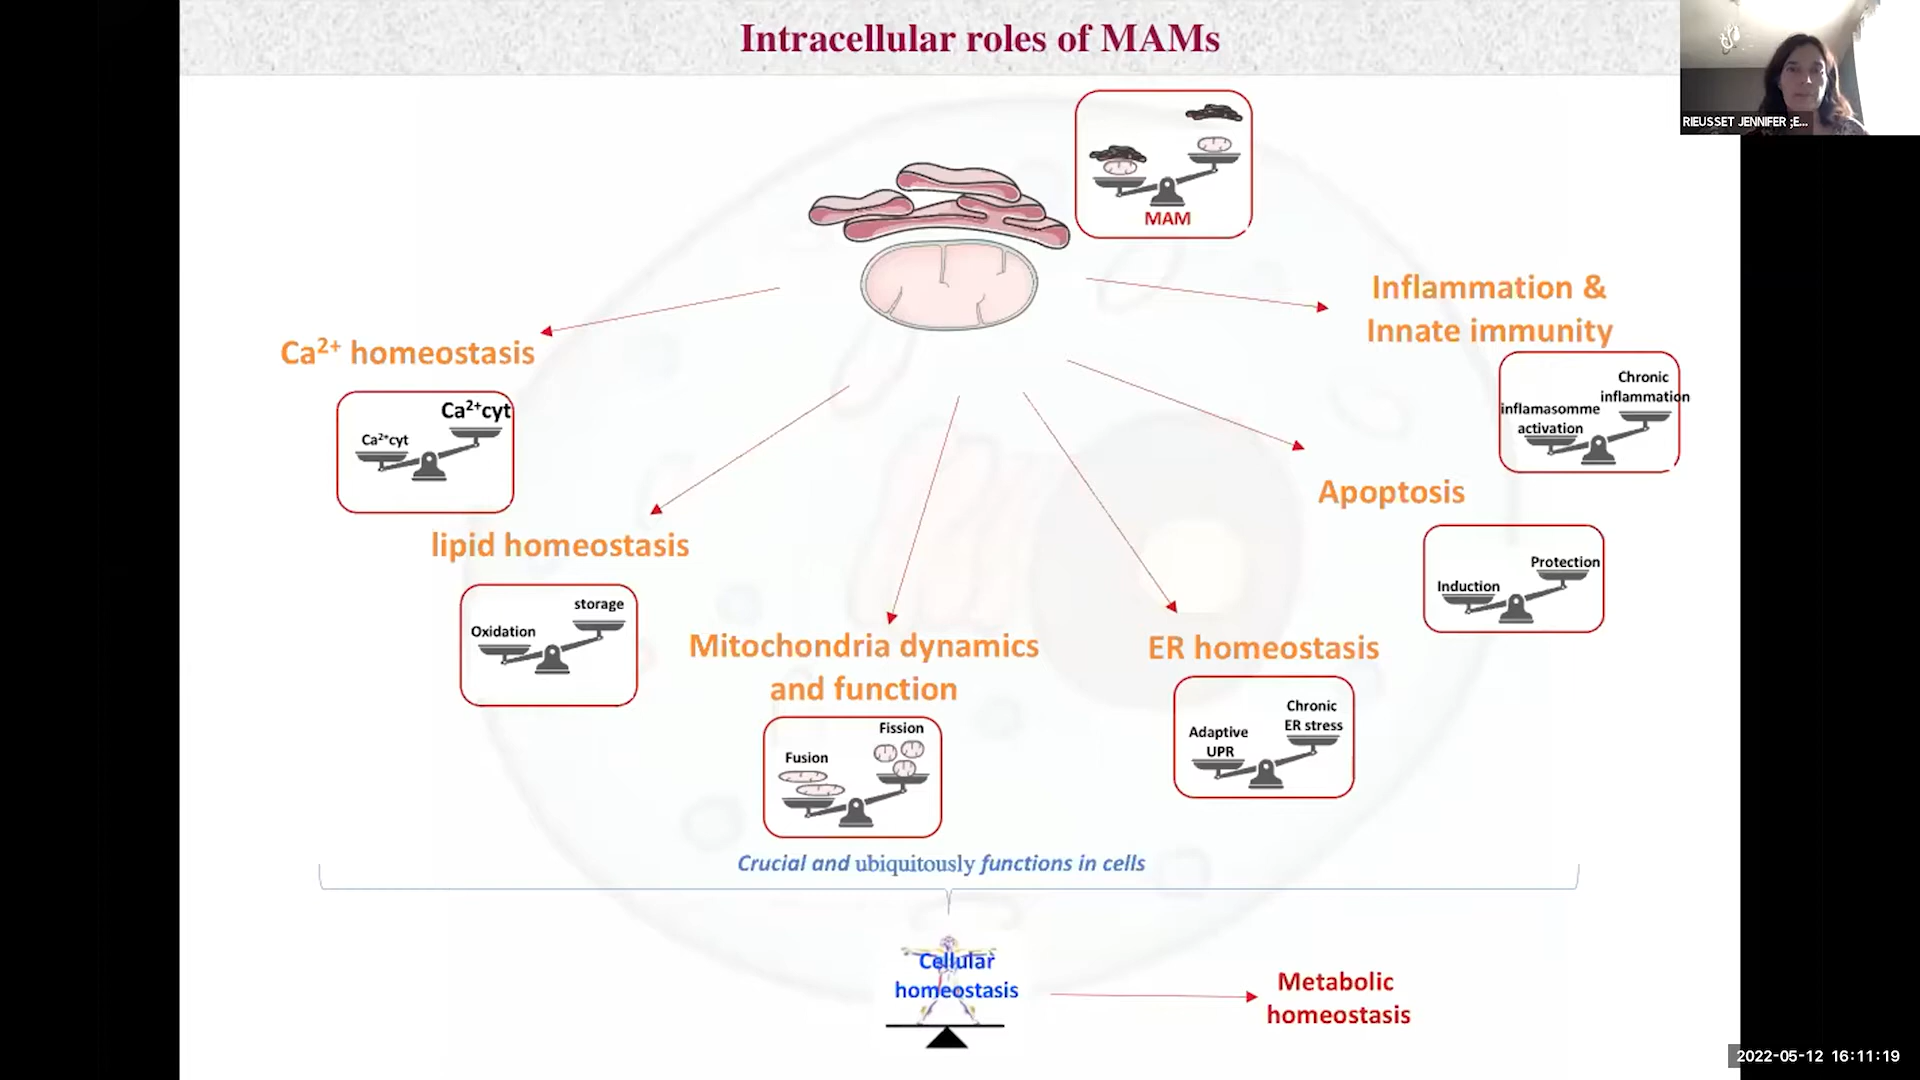 Intracellular roles of MAMs
RIEUSSET JENNIFER ;E...
MAM
Inflammation &
Innate immunity
Chronic
inflammation
inflamasomme
activation
Ca²⁺ homeostasis
Ca²⁺cyt
Ca²⁺cyt
Apoptosis
Protection
Induction
lipid homeostasis
storage
Oxidation
Mitochondria dynamics
and function
Fission
Fusion
ER homeostasis
Chronic
ER stress
Adaptive
UPR
Crucial and ubiquitously functions in cells
Cellular
homeostasis
Metabolic
homeostasis
2022-05-12 16:11:19